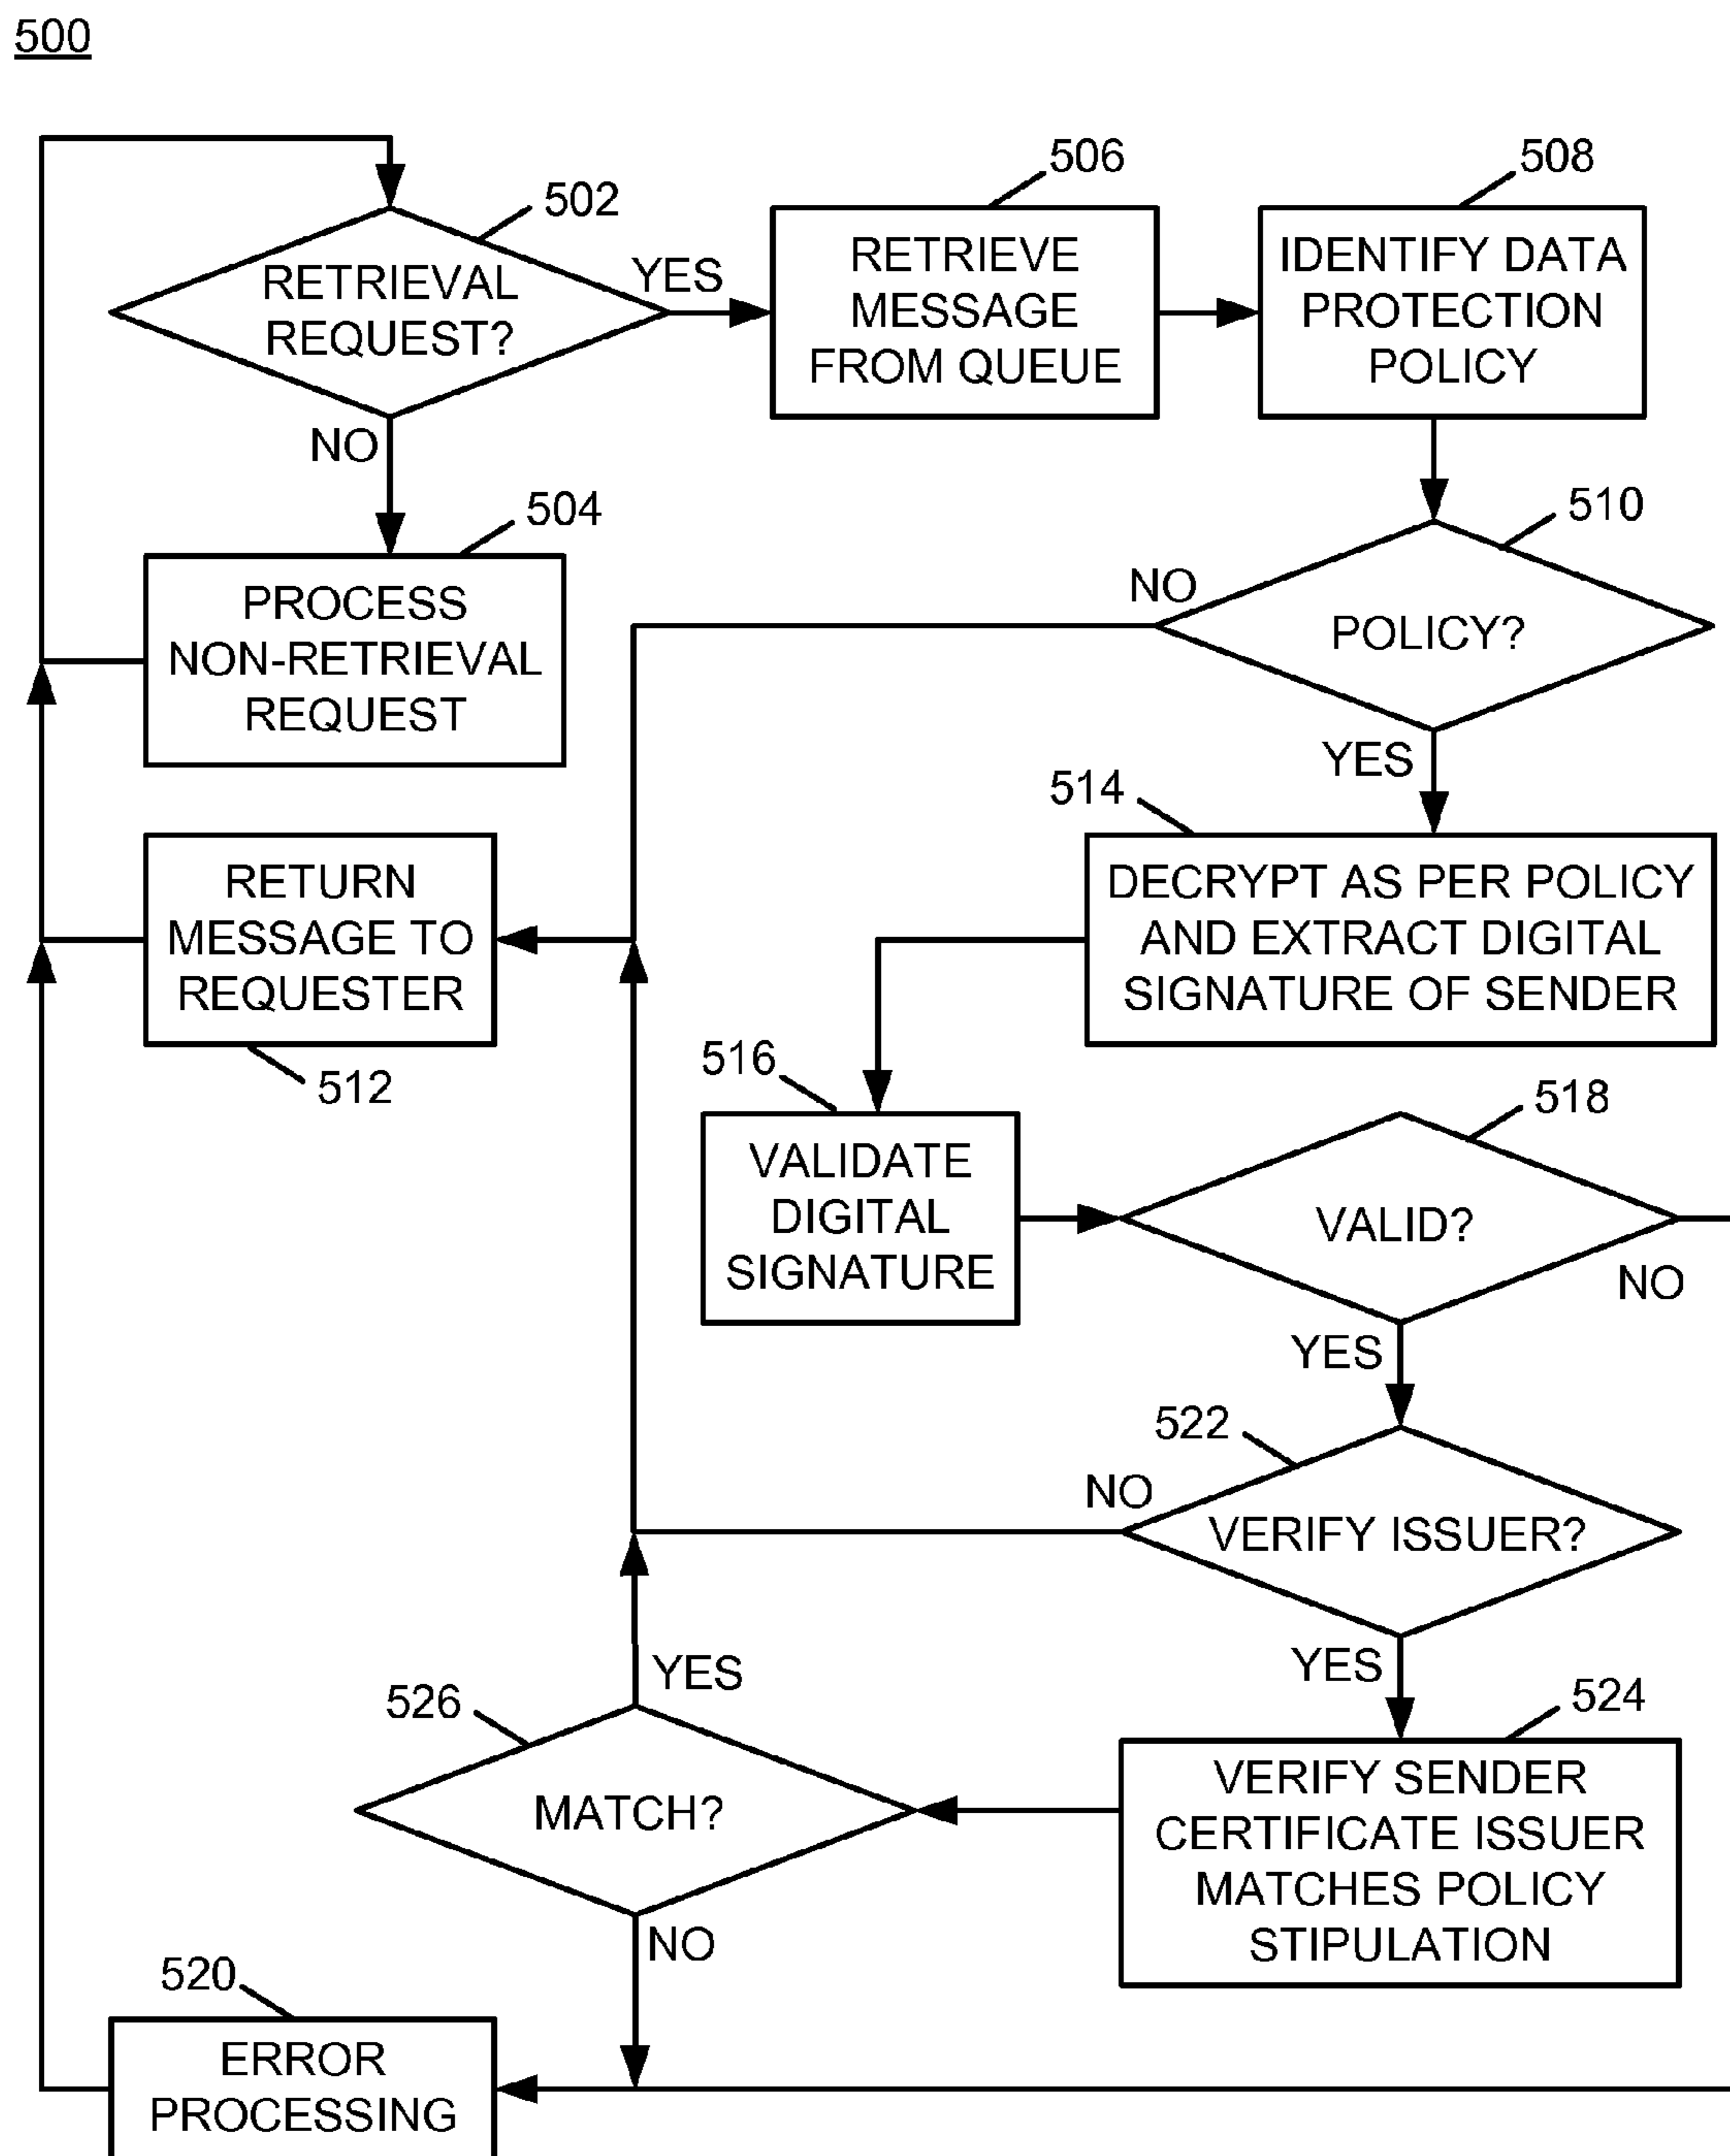 500
502
RETRIEVAL
REQUEST?
YES
NO
506
RETRIEVE
MESSAGE
FROM QUEUE
508
IDENTIFY DATA
PROTECTION
POLICY
504
PROCESS
NON-RETRIEVAL
REQUEST
510
NO
POLICY?
YES
RETURN
MESSAGE TO
REQUESTER
512
514
DECRYPT AS PER POLICY
AND EXTRACT DIGITAL
SIGNATURE OF SENDER
516
VALIDATE
DIGITAL
SIGNATURE
518
VALID?
NO
YES
522
NO
VERIFY ISSUER?
YES
524
VERIFY SENDER
CERTIFICATE ISSUER
MATCHES POLICY
STIPULATION
526
YES
MATCH?
NO
520
ERROR
PROCESSING